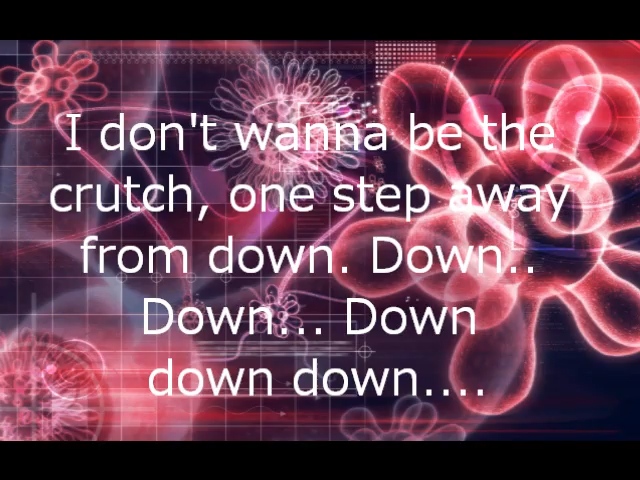 I don't wanna be the
crutch, one step away
from down. Down..
Down... Down
down down....